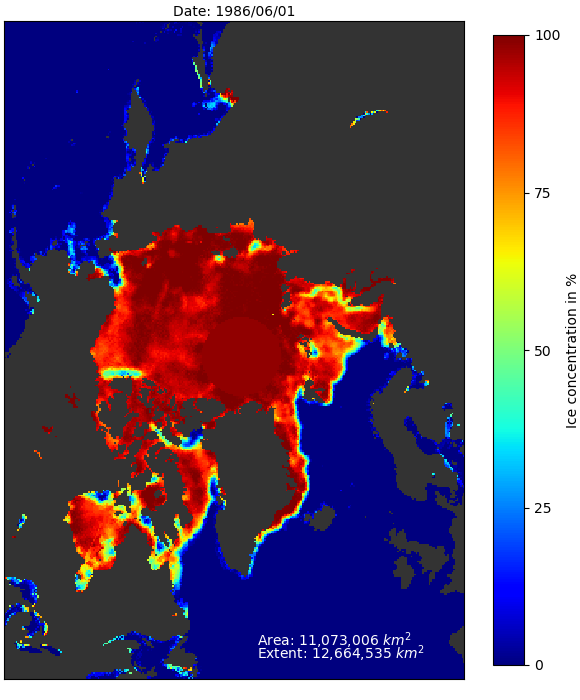 Date: 1986/06/01
100
75
50
25
0
Ice concentration in %
Area: 11,073,006 km²
Extent: 12,664,535 km²